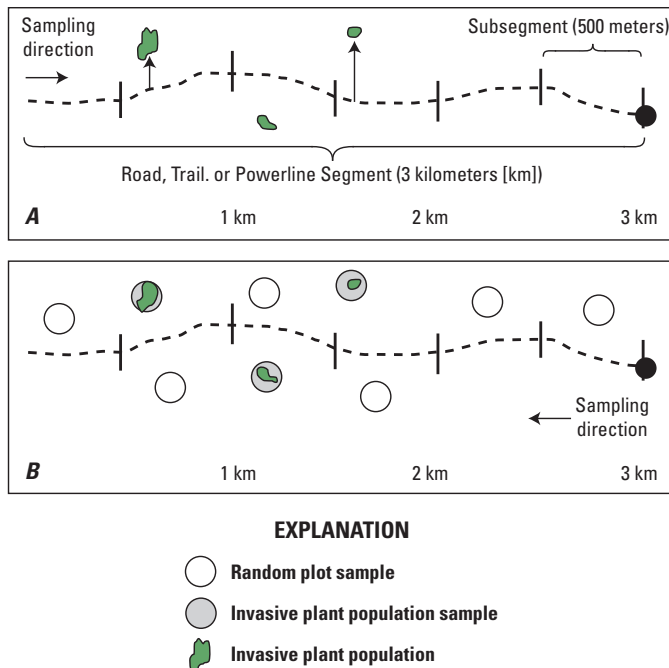 Sampling
direction
Subsegment (500 meters)
Road, Trail. or Powerline Segment (3 kilometers [km])
A
1 km
2 km
3 km
Sampling
direction
B
1 km
2 km
3 km
EXPLANATION
Random plot sample
Invasive plant population sample
Invasive plant population